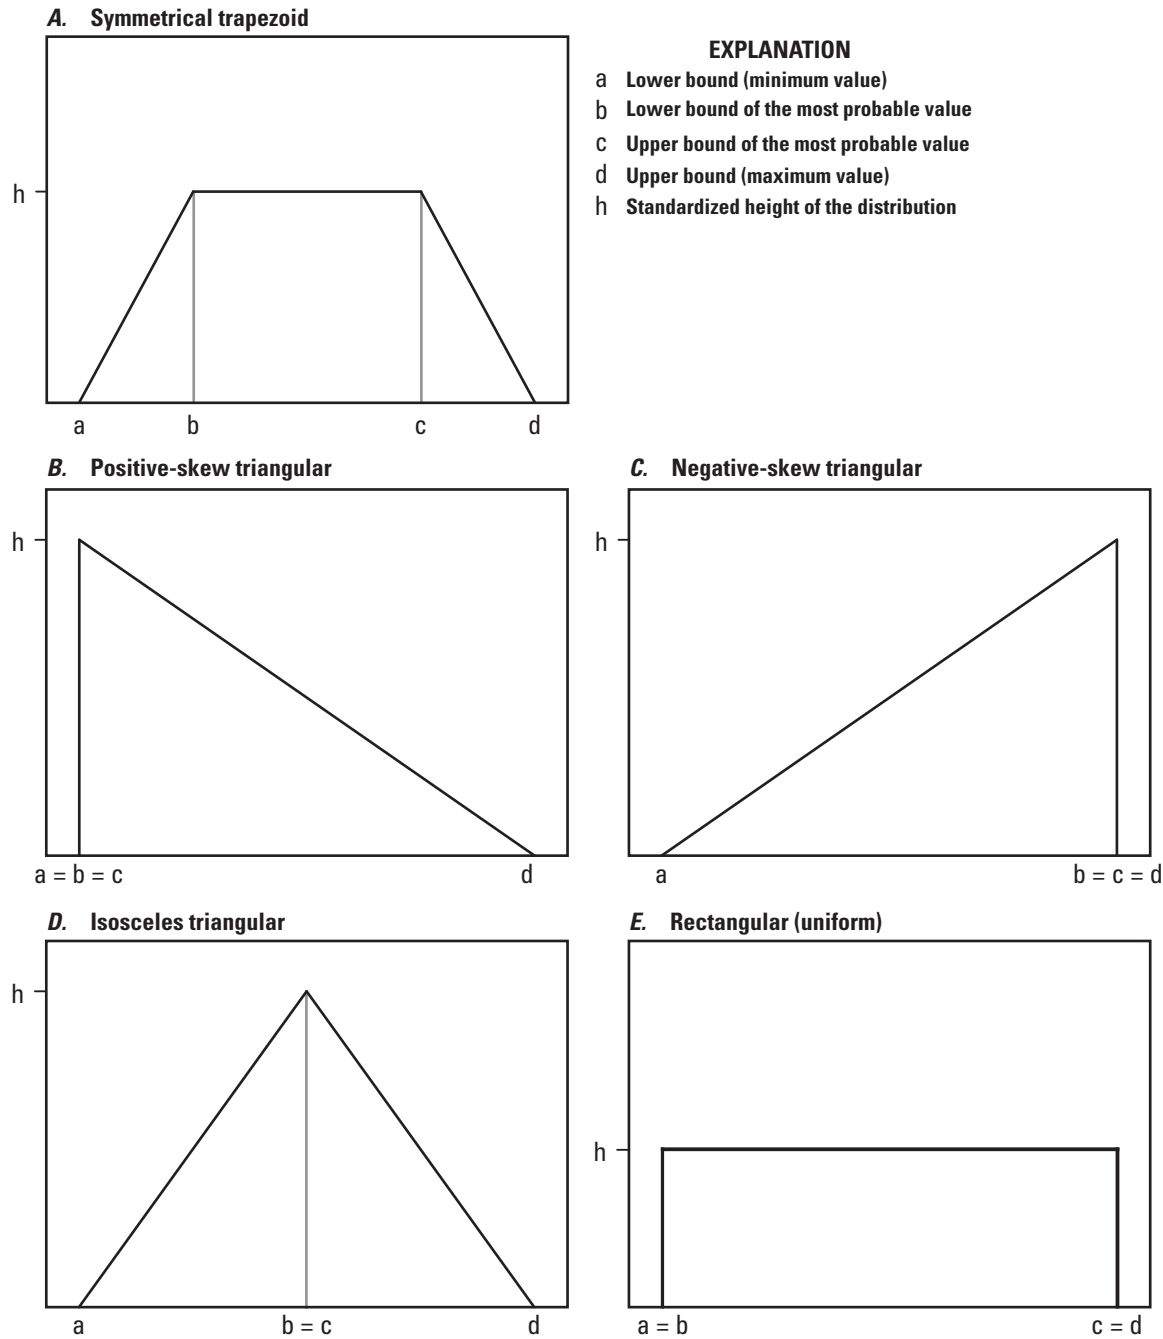 A. Symmetrical trapezoid
h
a b c d
EXPLANATION
a Lower bound (minimum value)
b Lower bound of the most probable value
c Upper bound of the most probable value
d Upper bound (maximum value)
h Standardized height of the distribution
B. Positive-skew triangular
h
a = b = c d
C. Negative-skew triangular
h
a b = c = d
D. Isosceles triangular
h
a b = c d
E. Rectangular (uniform)
h
a = b c = d